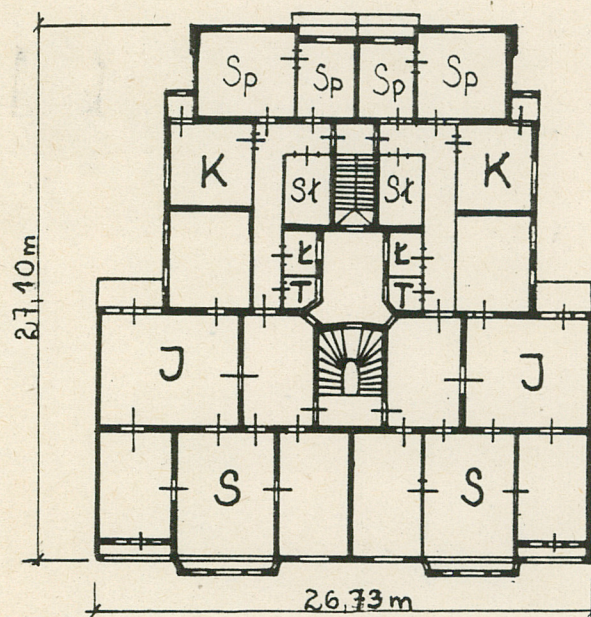 Sp Sp Sp Sp
K Sł Sł K
Ł Ł
T T
J J
S S
27,10m
26,73m